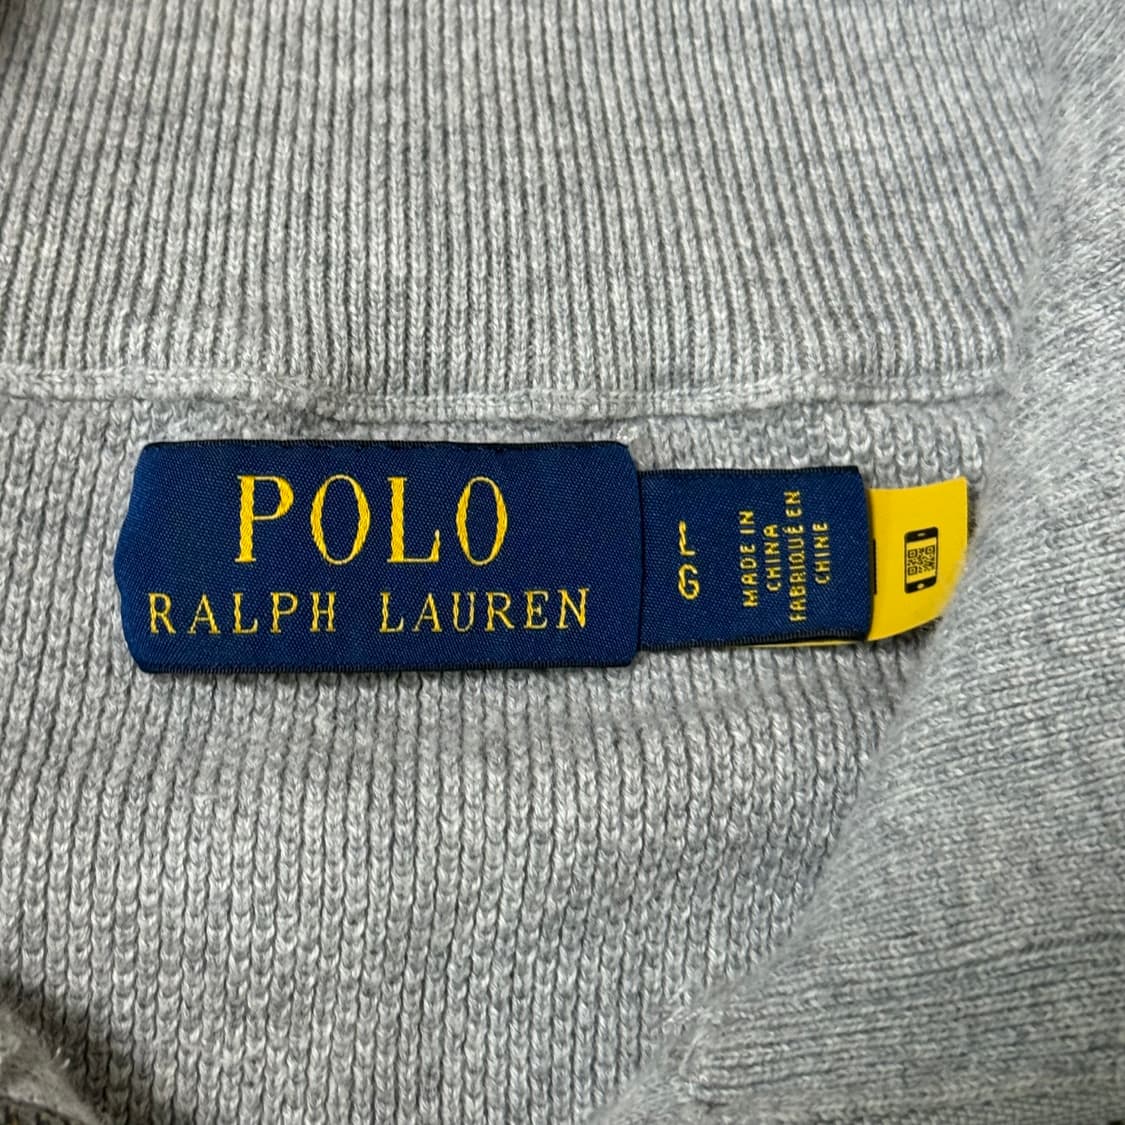 POLO
RALPH LAUREN
L G
MADE IN
CHINA
FABRIQUÉ EN
CHINE